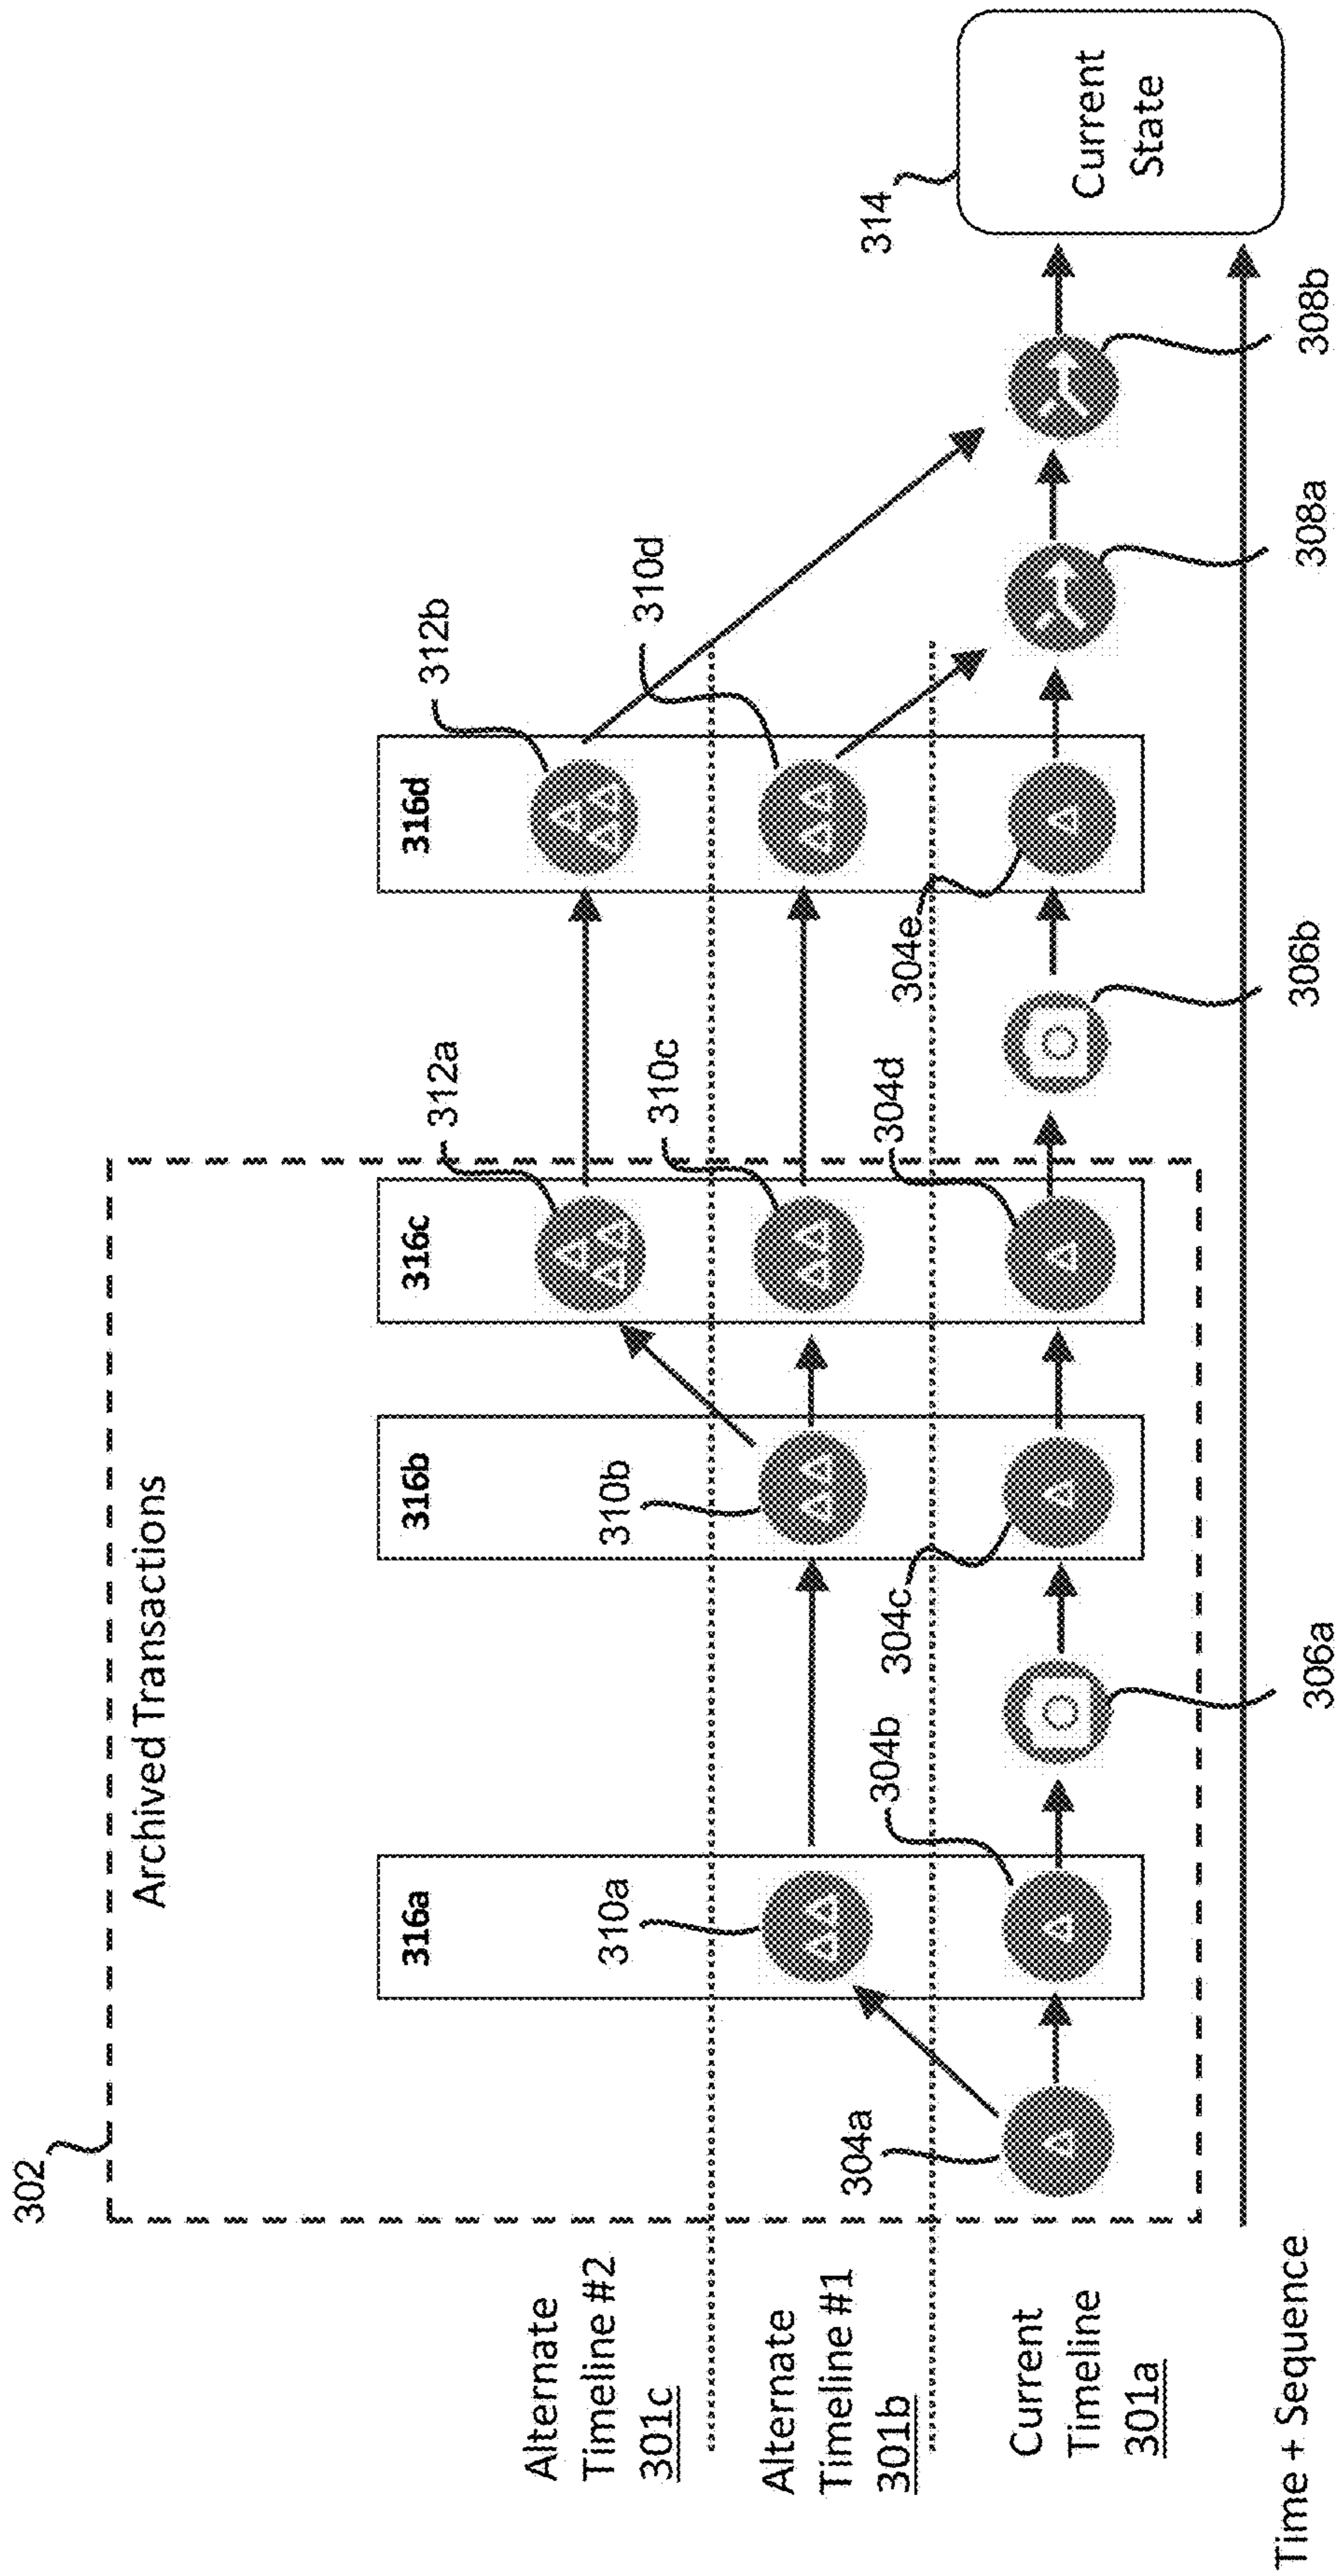 302
Archived Transactions
316a
316b
316c
316d
312a
312b
Alternate
Timeline #2
301c
310a
310b
310c
310d
Alternate
Timeline #1
301b
304a
304b
304c
304d
304e
314
Current
State
Current
Timeline
301a
306a
306b
308a
308b
Time + Sequence